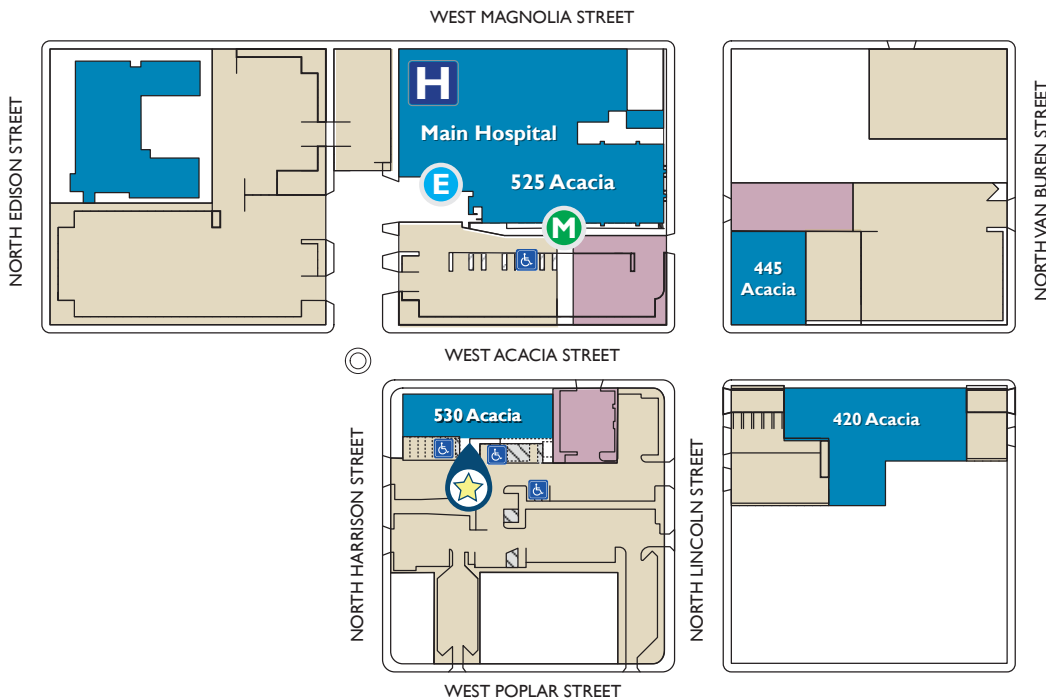 WEST MAGNOLIA STREET
NORTH EDISON STREET
H
Main Hospital
E
525 Acacia
M
NORTH VAN BUREN STREET
445
Acacia
WEST ACACIA STREET
530 Acacia
420 Acacia
NORTH HARRISON STREET
NORTH LINCOLN STREET
WEST POPLAR STREET